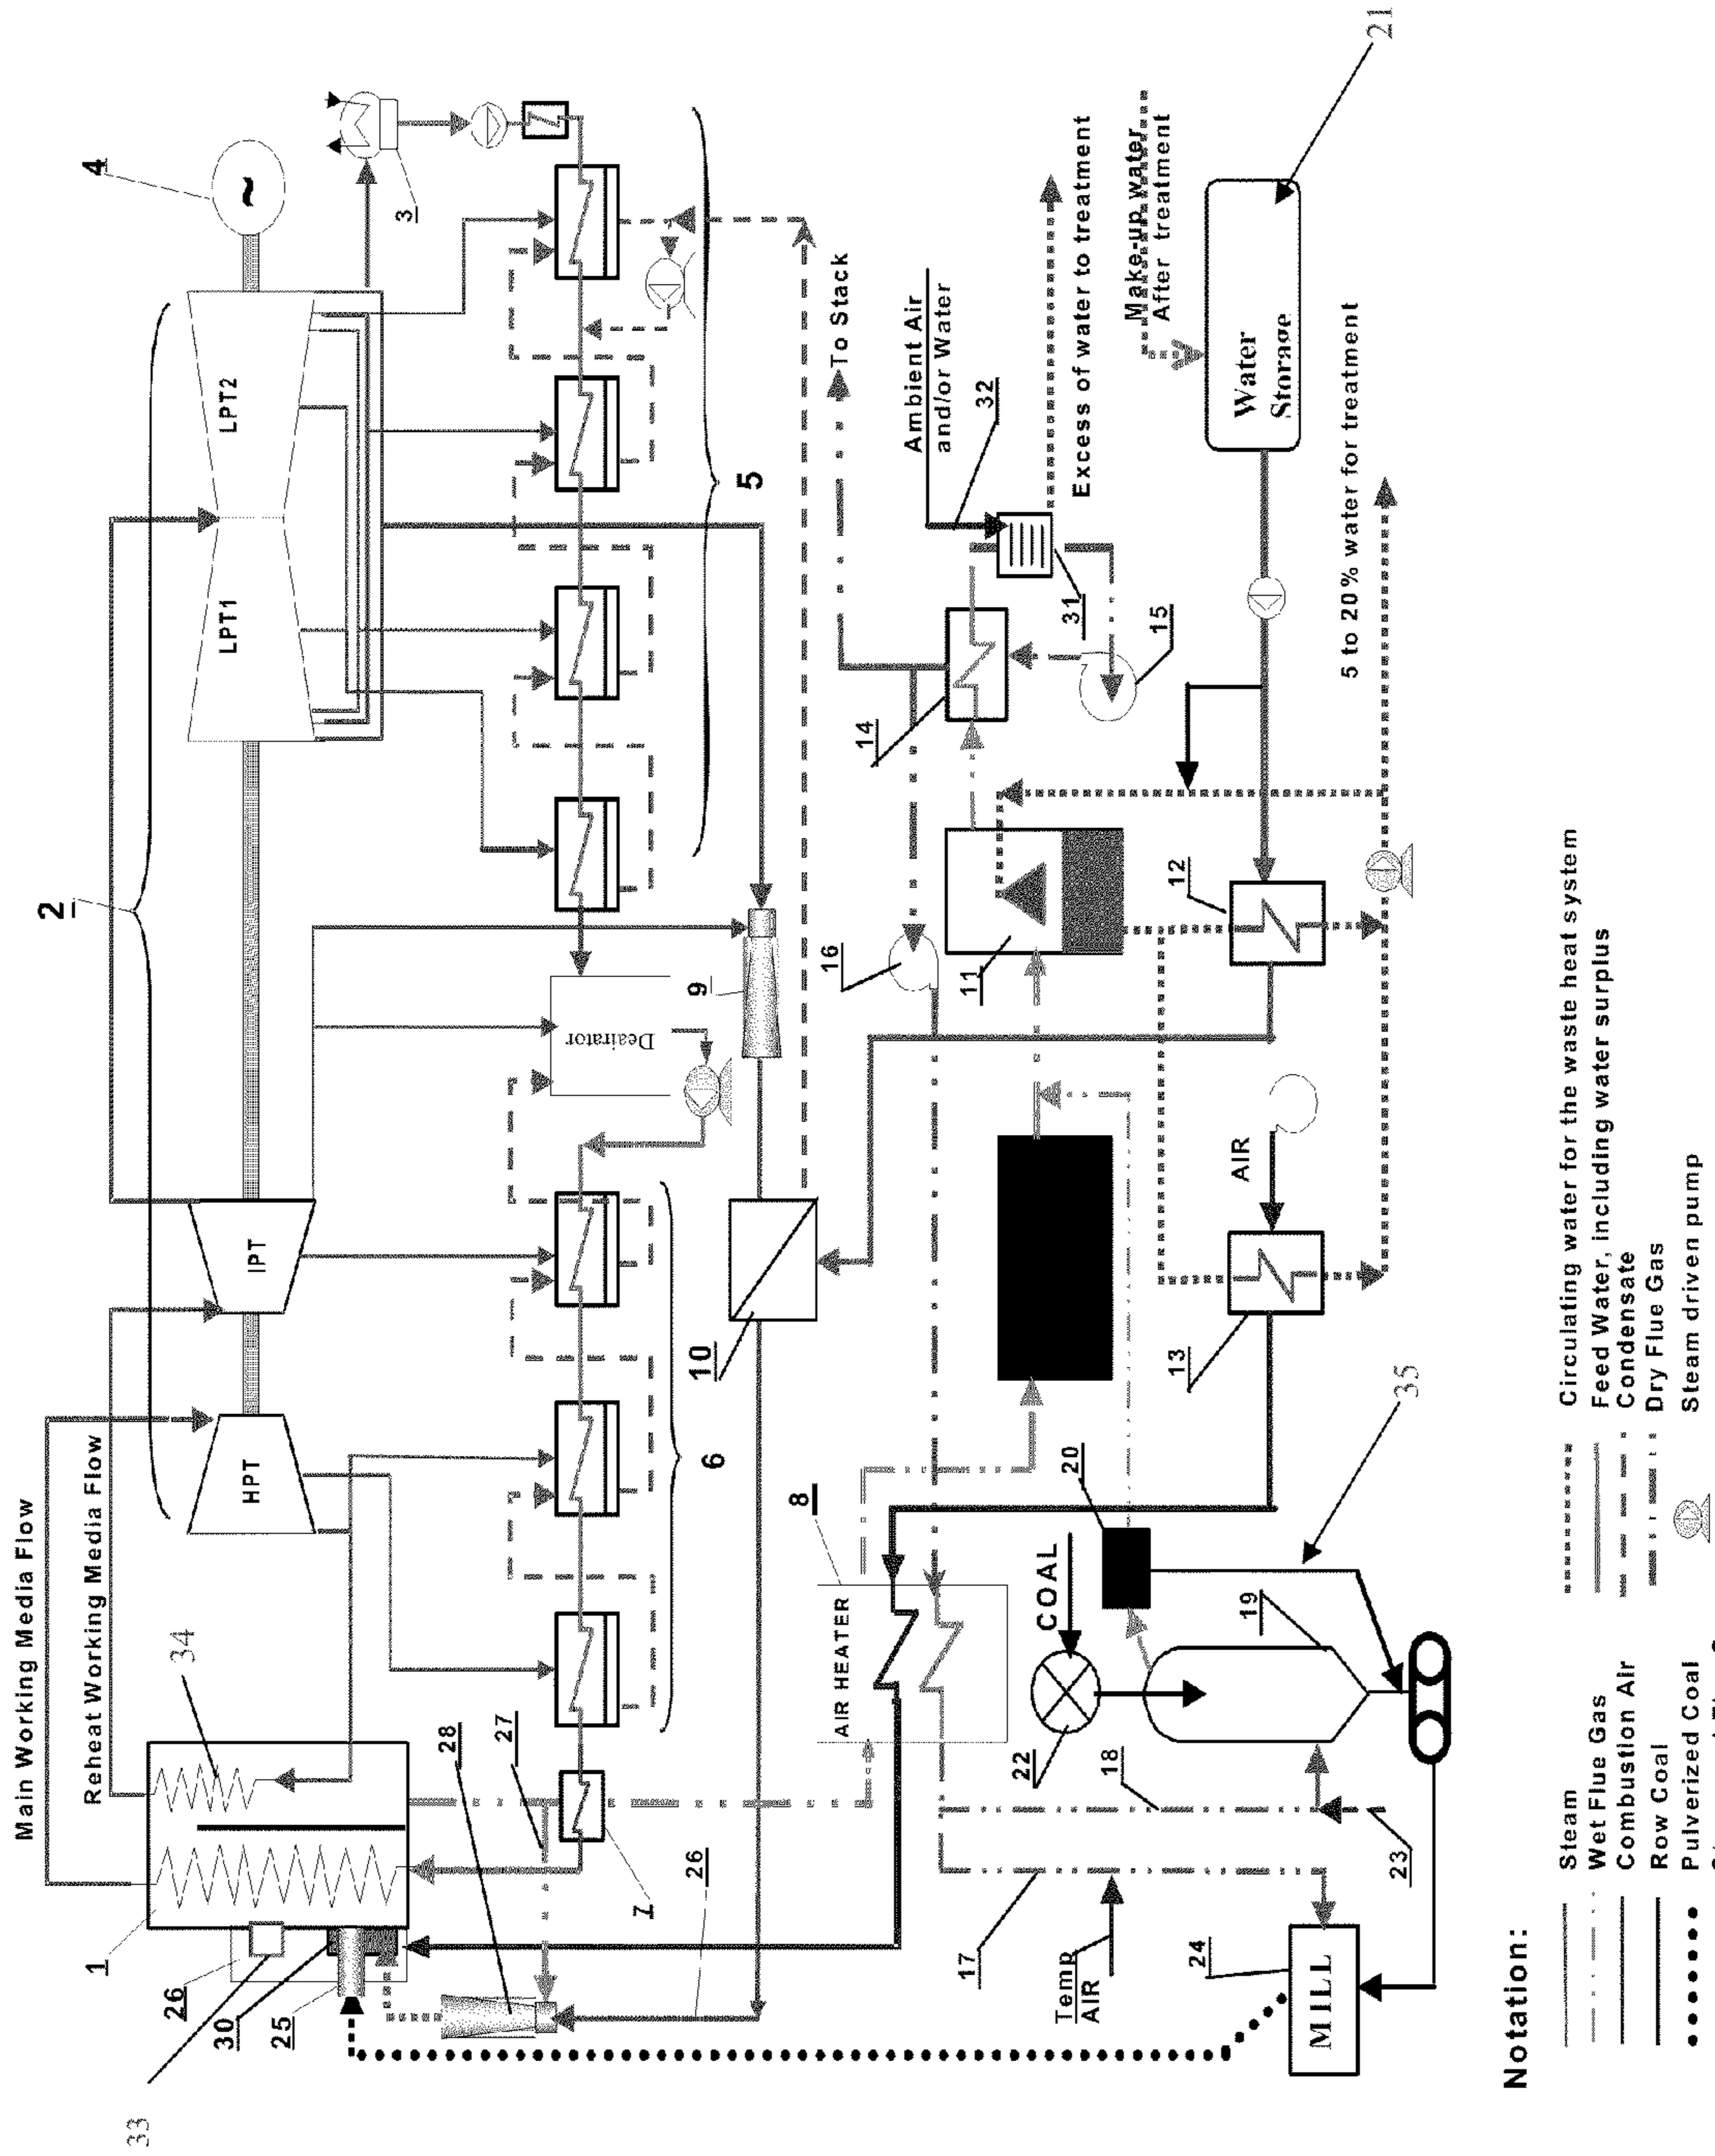 Main Working Media Flow
Reheat Working Media Flow
33
1
26
30
25
34
HPT
IPT
2
LPT1
LPT2
4
3
28
27
7
26
6
Deairator
9
10
5
8
AIR HEATER
16
11
14
15
31
32
To Stack
Ambient Air
and/or Water
Excess of water to treatment
Make-up water
After treatment
Water
Storage
21
12
5 to 20% water for treatment
AIR
13
35
20
COAL
22
19
18
23
17
Temp
AIR
24
MILL
Notation:
Steam
Wet Flue Gas
Combustion Air
Row Coal
Pulverized Coal
Circulating water for the waste heat system
Feed Water, including water surplus
Condensate
Dry Flue Gas
Steam driven pump